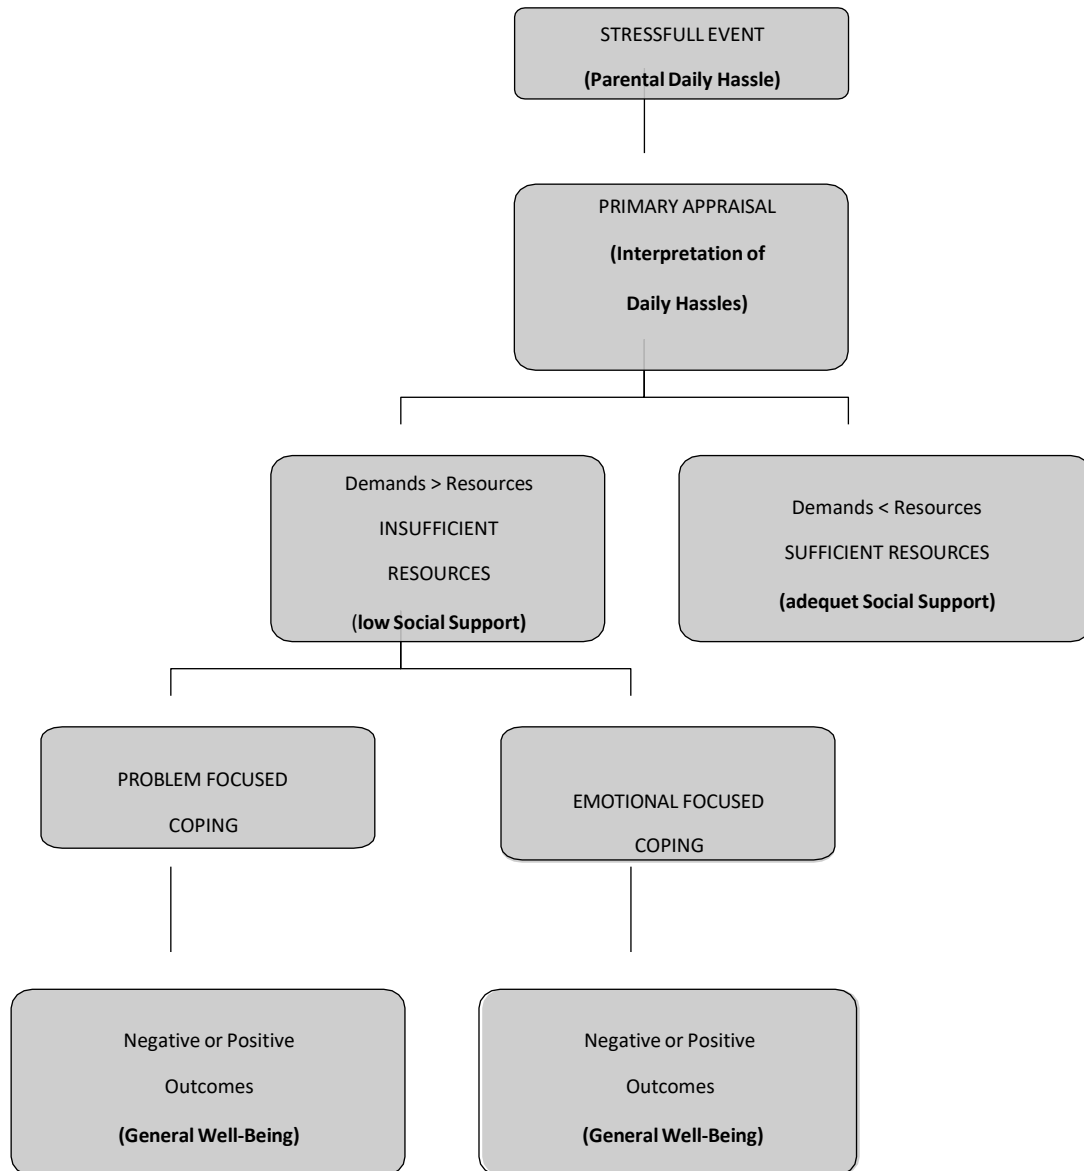 STRESSFULL EVENT
(Parental Daily Hassle)
PRIMARY APPRAISAL
(Interpretation of
Daily Hassles)
Demands > Resources
INSUFFICIENT
RESOURCES
(low Social Support)
Demands < Resources
SUFFICIENT RESOURCES
(adequet Social Support)
PROBLEM FOCUSED
COPING
EMOTIONAL FOCUSED
COPING
Negative or Positive
Outcomes
(General Well-Being)
Negative or Positive
Outcomes
(General Well-Being)